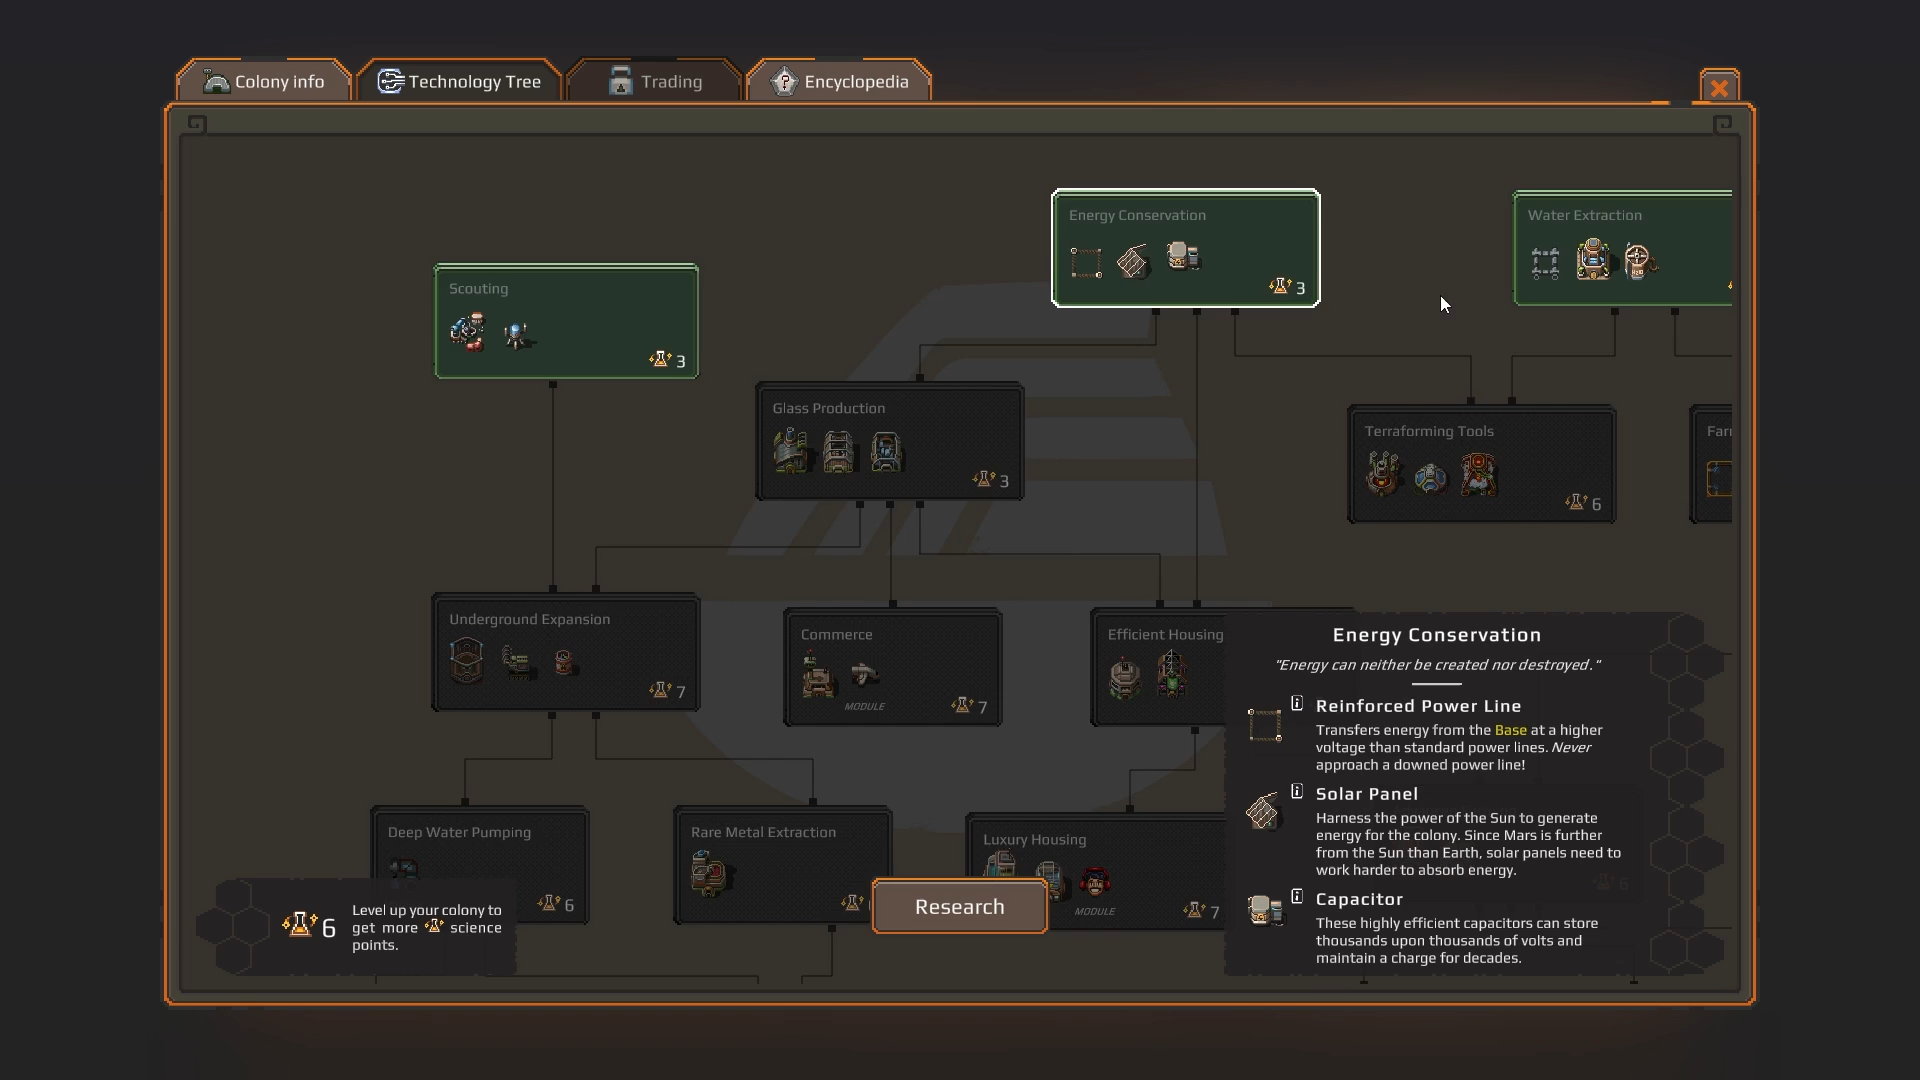 Colony info
Technology Tree
Trading
Encyclopedia
Energy Conservation
3
Water Extraction
Scouting
3
Glass Production
3
Terraforming Tools
6
Underground Expansion
7
Commerce
MODULE
7
Efficient Housing
Energy Conservation
"Energy can neither be created nor destroyed."
Reinforced Power Line
Transfers energy from the Base at a higher
voltage than standard power lines. Never
approach a downed power line!
Solar Panel
Harness the power of the Sun to generate
energy for the colony. Since Mars is further
from the Sun than Earth, solar panels need to
work harder to absorb energy.
Capacitor
These highly efficient capacitors can store
thousands upon thousands of volts and
maintain a charge for decades.
Deep Water Pumping
6
Rare Metal Extraction
Luxury Housing
MODULE
7
6
Level up your colony to
get more science
points.
Research